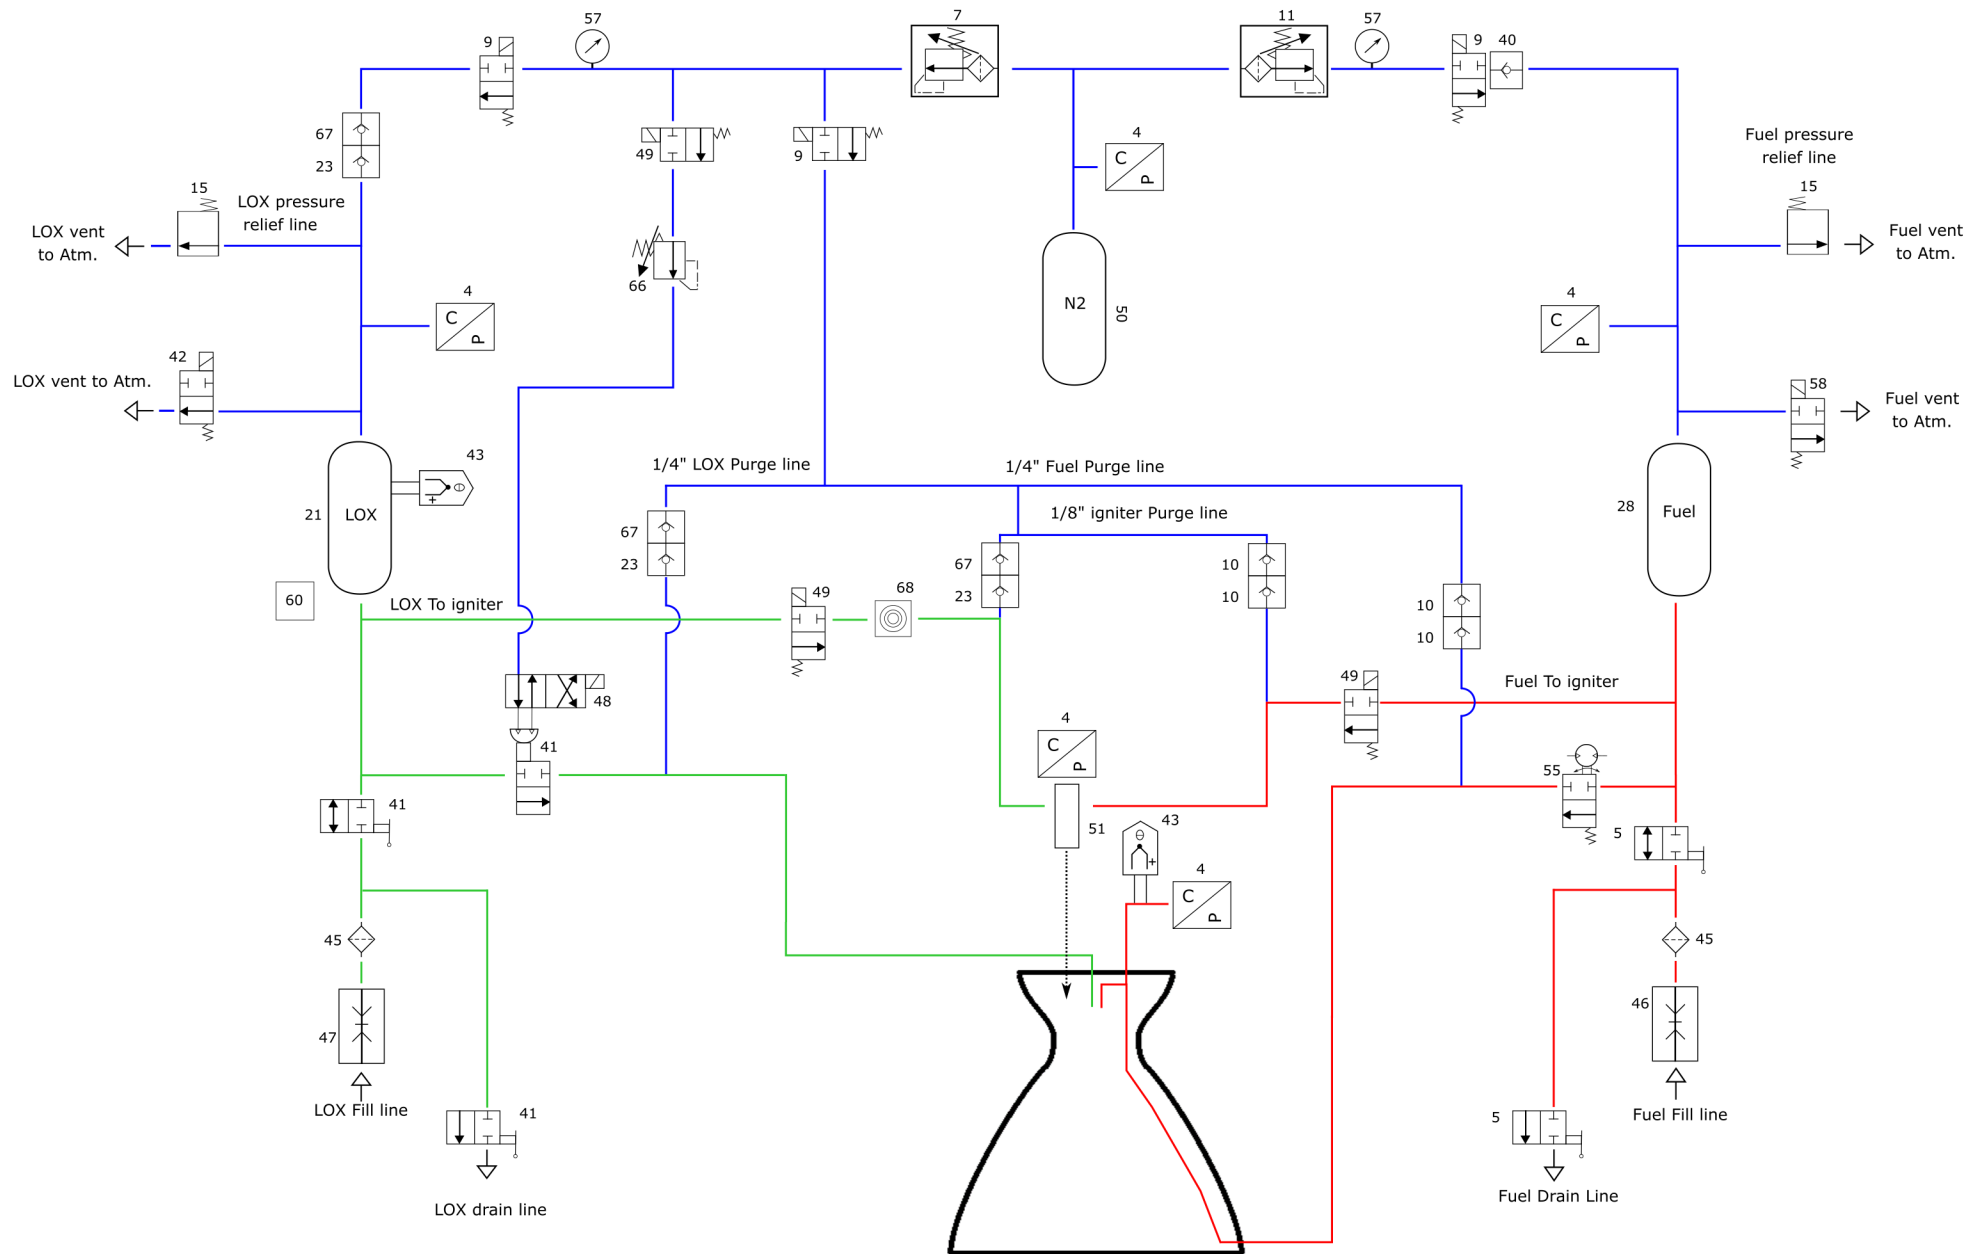 57
7
11
57
9
9
40
67
23
49
9
4
C
P
Fuel pressure
relief line
15
LOX pressure
relief line
15
LOX vent
to Atm.
Fuel vent
to Atm.
66
4
C
P
N2
50
4
C
P
42
LOX vent to Atm.
58
Fuel vent
to Atm.
43
θ
+
1/4" LOX Purge line
1/4" Fuel Purge line
21
LOX
28
Fuel
1/8" igniter Purge line
67
23
67
23
10
10
10
10
60
LOX To igniter
49
68
48
49
Fuel To igniter
4
C
P
41
55
41
51
43
θ
+
5
4
C
P
45
45
47
46
LOX Fill line
41
5
Fuel Fill line
LOX drain line
Fuel Drain Line